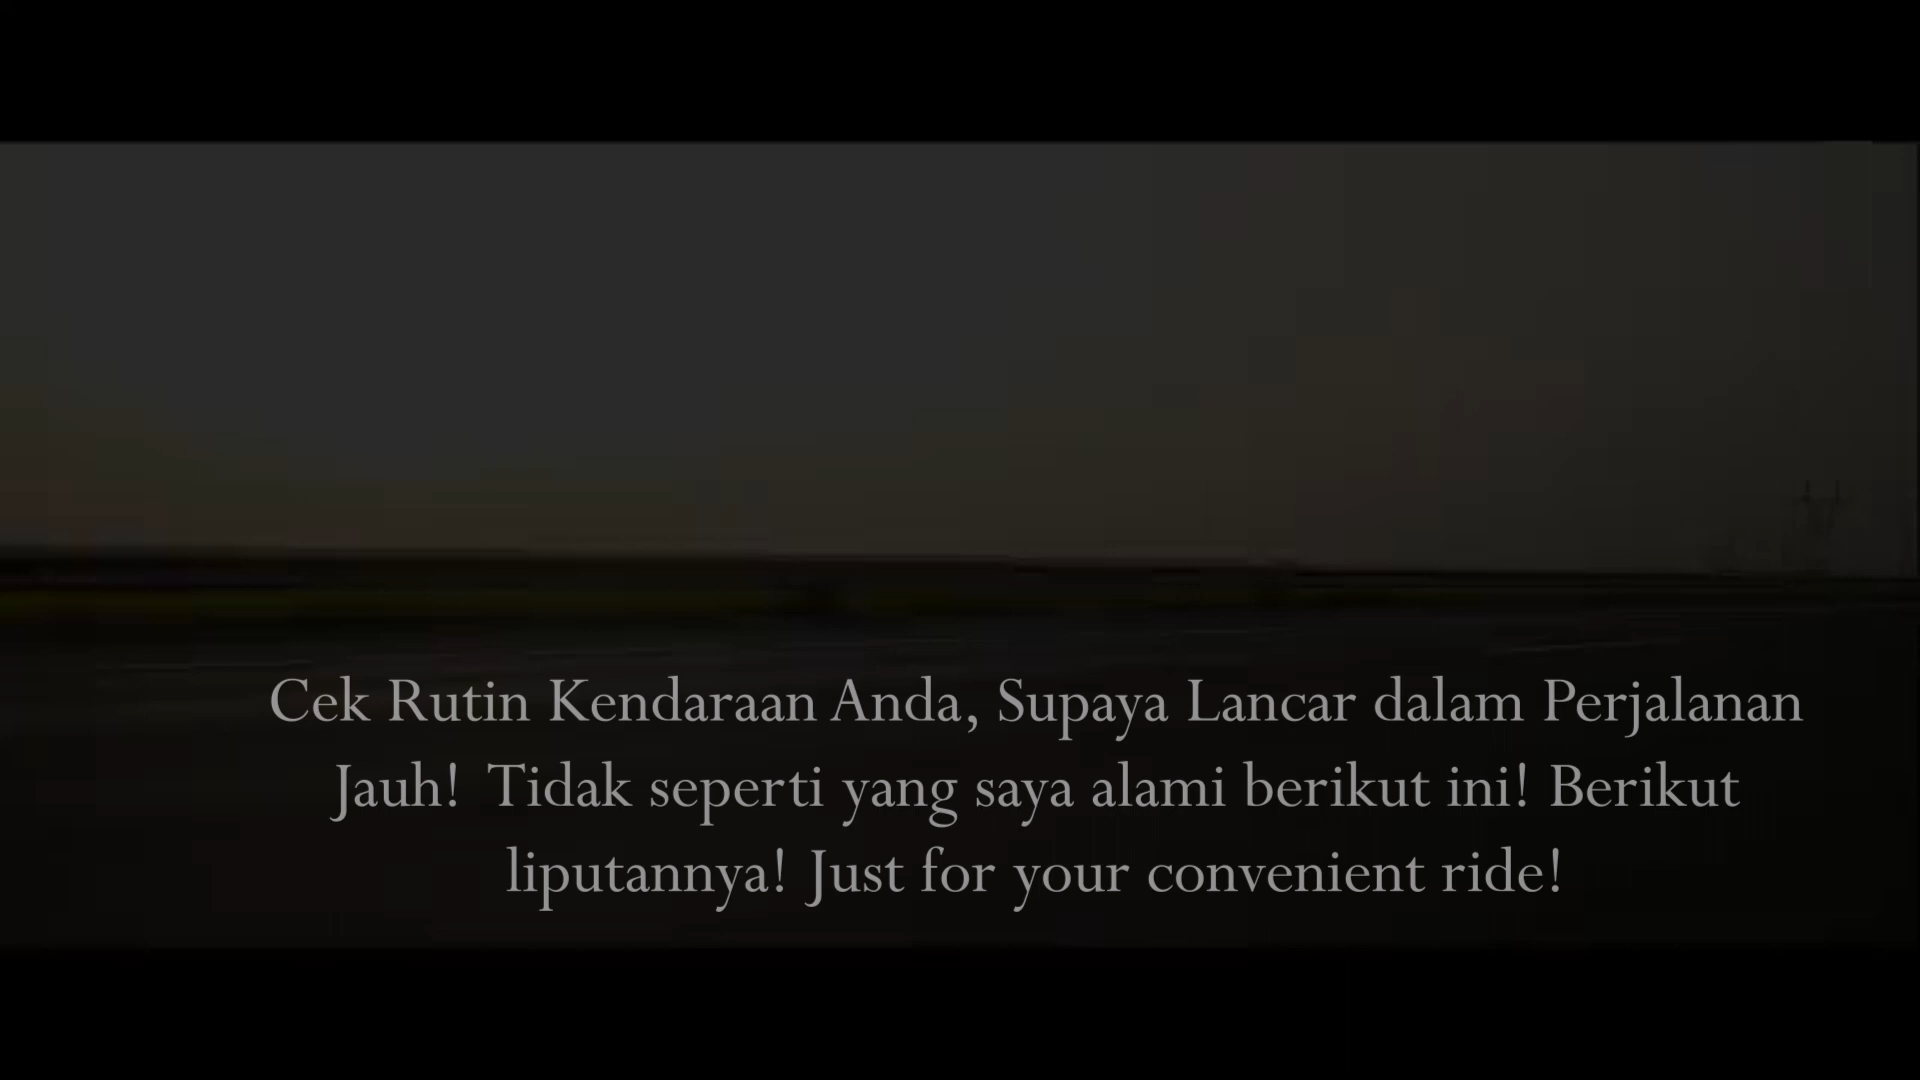 Cek Rutin Kendaraan Anda, Supaya Lancar dalam Perjalanan
Jauh!  Tidak seperti yang saya alami berikut ini! Berikut
liputannya! Just for your convenient ride!